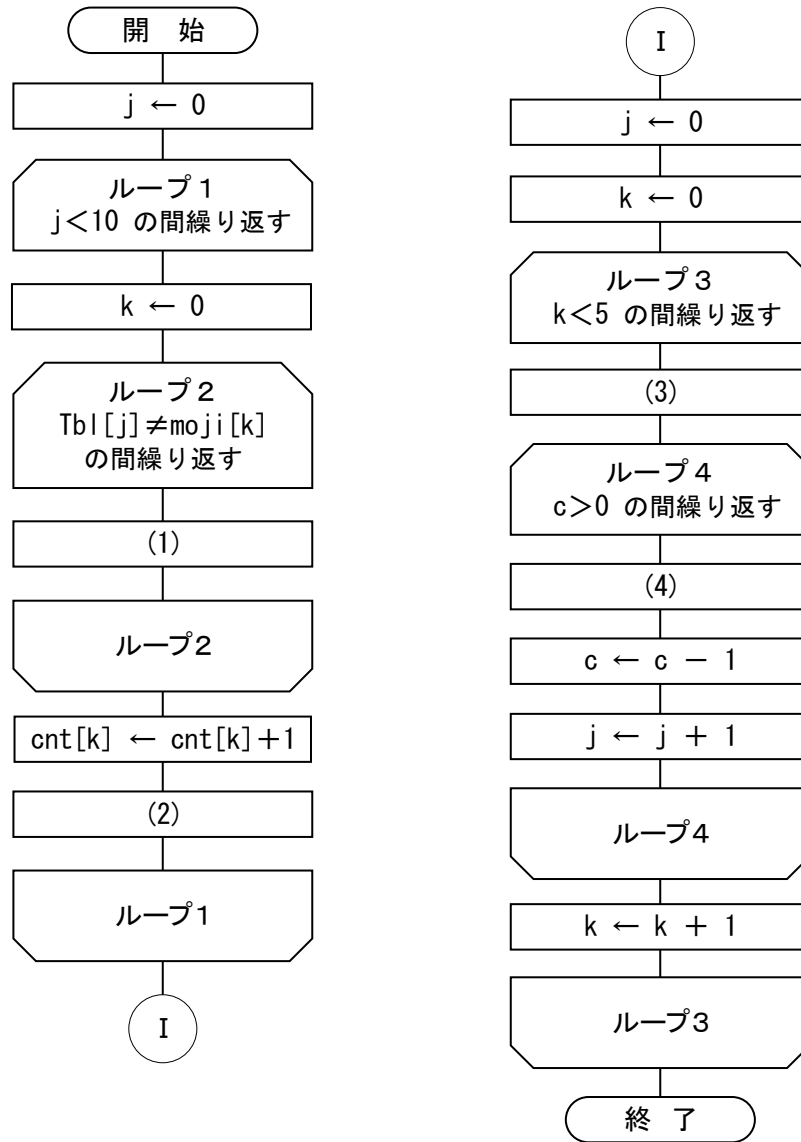 開 始
j ← 0
ループ1
j＜10 の間繰り返す
k ← 0
ループ2
Tbl[j]≠moji[k]
の間繰り返す
(1)
ループ2
cnt[k] ← cnt[k]＋1
(2)
ループ1
I
I
j ← 0
k ← 0
ループ3
k＜5 の間繰り返す
(3)
ループ4
c＞0 の間繰り返す
(4)
c ← c － 1
j ← j ＋ 1
ループ4
k ← k ＋ 1
ループ3
終 了